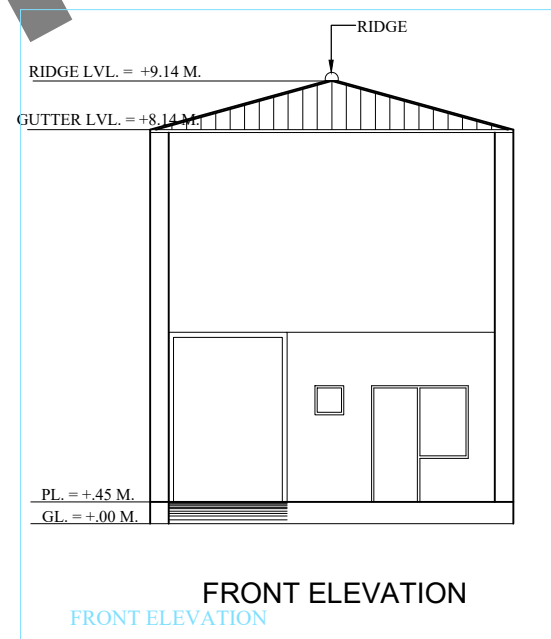 RIDGE
RIDGE LVL. = +9.14 M.
GUTTER LVL. = +8.14 M.
PL. = +.45 M.
GL. = +.00 M.
FRONT ELEVATION
FRONT ELEVATION